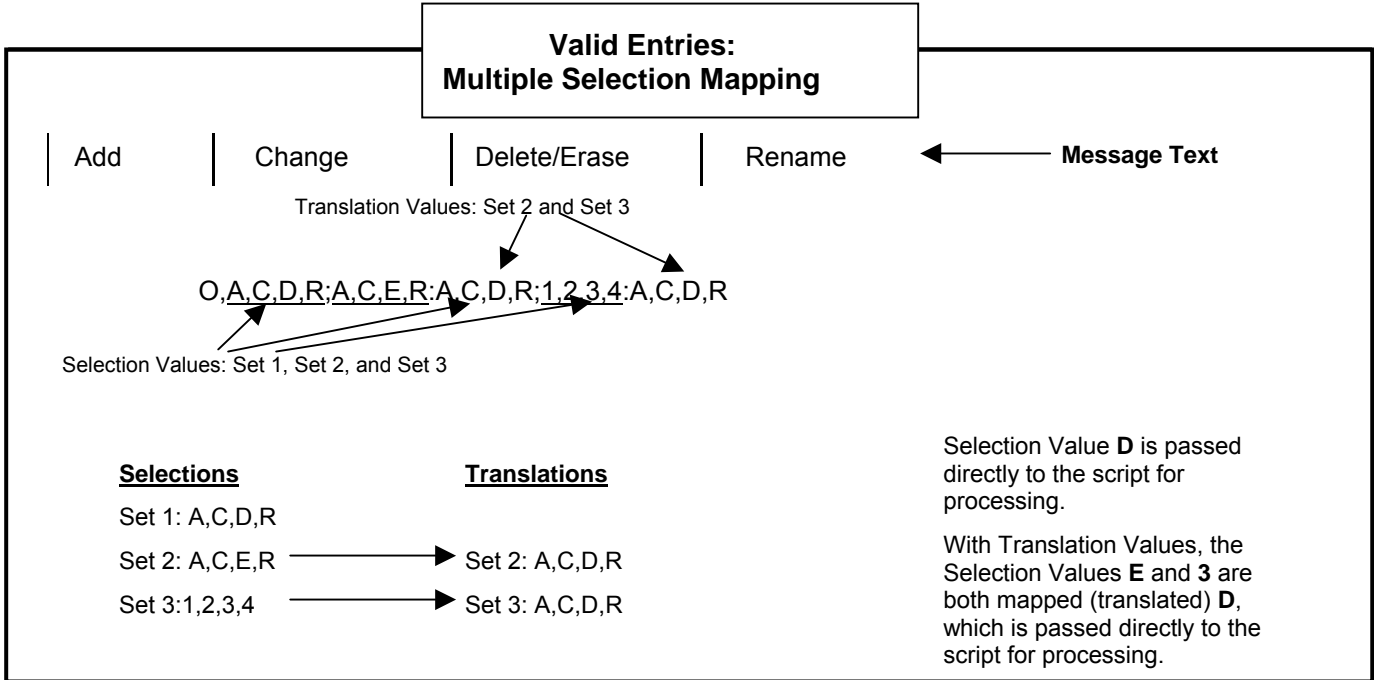 Valid Entries:
Multiple Selection Mapping
Add Change Delete/Erase Rename Message Text
Translation Values: Set 2 and Set 3
O,A,C,D,R;A,C,E,R:A,C,D,R;1,2,3,4:A,C,D,R
Selection Values: Set 1, Set 2, and Set 3
Selections Translations
Set 1: A,C,D,R
Set 2: A,C,E,R Set 2: A,C,D,R
Set 3:1,2,3,4 Set 3: A,C,D,R
Selection Value D is passed
directly to the script for
processing.
With Translation Values, the
Selection Values E and 3 are
both mapped (translated) D,
which is passed directly to the
script for processing.